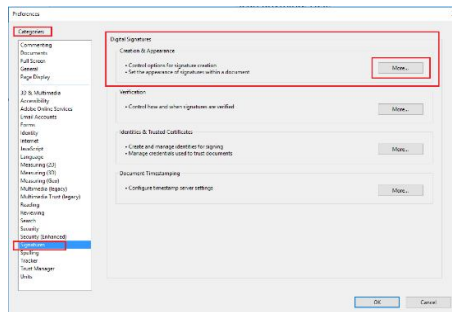 Preferences
Categories
Commenting
Documents
Full Screen
General
Page Display
3D & Multimedia
Accessibility
Adobe Online Services
Email Accounts
Forms
Identity
Internet
JavaScript
Language
Measuring (2D)
Measuring (3D)
Measuring (Geo)
Multimedia (legacy)
Multimedia Trust (legacy)
Reading
Reviewing
Search
Security
Security (Enhanced)
Signatures
Spelling
Tracker
Trust Manager
Units
Digital Signatures
Creation & Appearance
• Control options for signature creation
• Set the appearance of signatures within a document
More...
Verification
• Control how and when signatures are verified
More...
Identities & Trusted Certificates
• Create and manage identities for signing
• Manage credentials used to trust documents
More...
Document Timestamping
• Configure timestamp server settings
More...
OK
Cancel